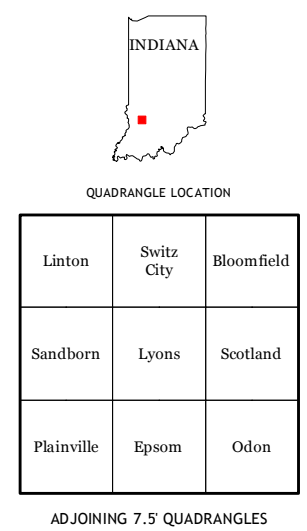 INDIANA
QUADRANGLE LOCATION
Linton
Switz
City
Bloomfield
Sandborn
Lyons
Scotland
Plainville
Epsom
Odon
ADJOINING 7.5' QUADRANGLES